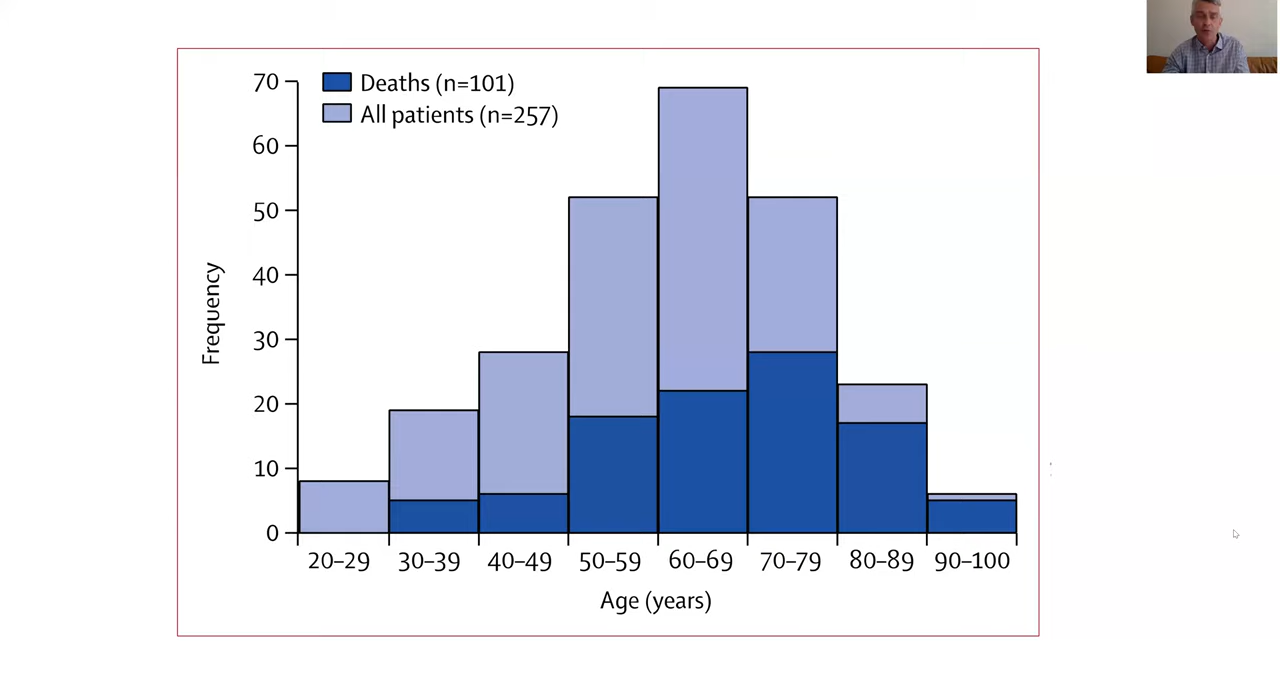 Deaths (n=101)
All patients (n=257)
70
60
50
40
30
20
10
0
Frequency
20–29 30–39 40–49 50–59 60–69 70–79 80–89 90–100
Age (years)